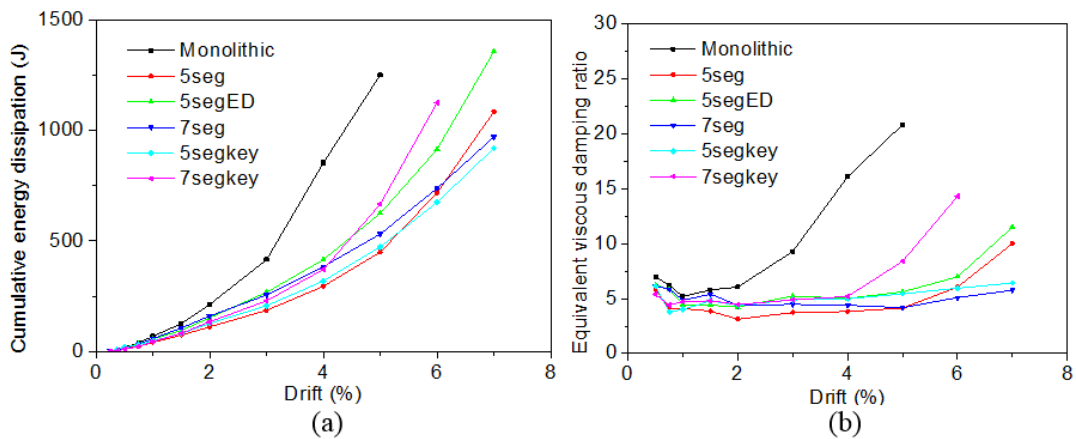 1500
1000
500
0
Cumulative energy dissipation (J)
Monolithic
5seg
5segED
7seg
5segkey
7segkey
0 2 4 6 8
Drift (%)
(a)
30
25
20
15
10
5
0
Equivalent viscous damping ratio
Monolithic
5seg
5segED
7seg
5segkey
7segkey
0 2 4 6 8
Drift (%)
(b)